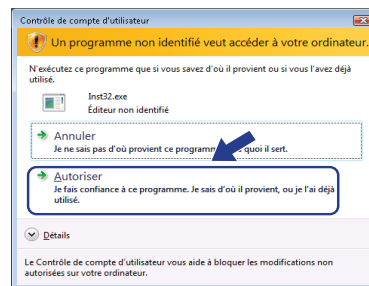 Contrôle de compte d'utilisateur
Un programme non identifié veut accéder à votre ordinateur.
N'exécutez ce programme que si vous savez d'où il provient ou si vous l'avez déjà
utilisé.
Inst32.exe
Éditeur non identifié
Annuler
Je ne sais pas d'où provient ce programm quoi il sert.
Autoriser
Je fais confiance à ce programme. Je sais d'où il provient, ou je l'ai déjà
utilisé.
Détails
Le Contrôle de compte d'utilisateur vous aide à bloquer les modifications non
autorisées sur votre ordinateur.